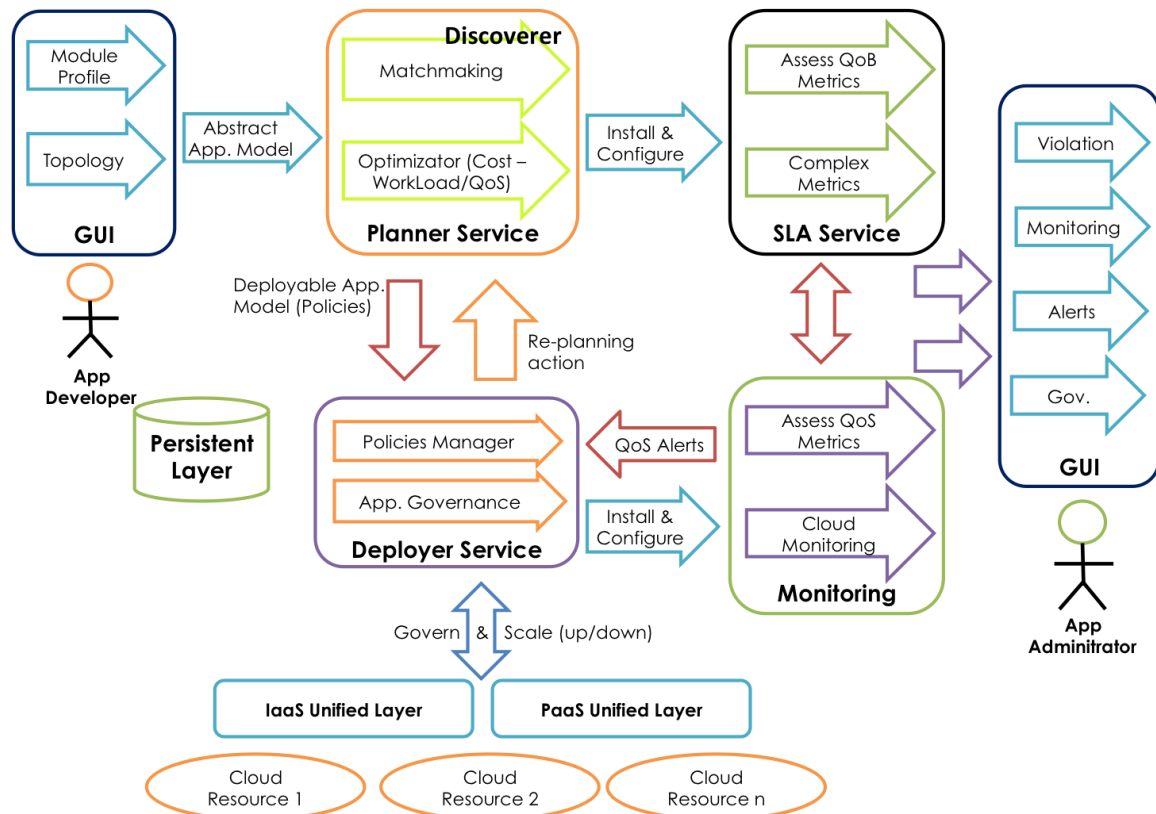 Module
Profile
Topology
GUI
App
Developer
Abstract
App. Model
Discoverer
Matchmaking
Optimizator (Cost –
WorkLoad/QoS)
Planner Service
Install &
Configure
Assess QoB
Metrics
Complex
Metrics
SLA Service
Violation
Monitoring
Alerts
Gov.
GUI
App
Adminitrator
Deployable App.
Model (Policies)
Re-planning
action
Persistent
Layer
Policies Manager
App. Governance
Deployer Service
QoS Alerts
Install &
Configure
Assess QoS
Metrics
Cloud
Monitoring
Monitoring
Govern & Scale (up/down)
IaaS Unified Layer
PaaS Unified Layer
Cloud
Resource 1
Cloud
Resource 2
Cloud
Resource n